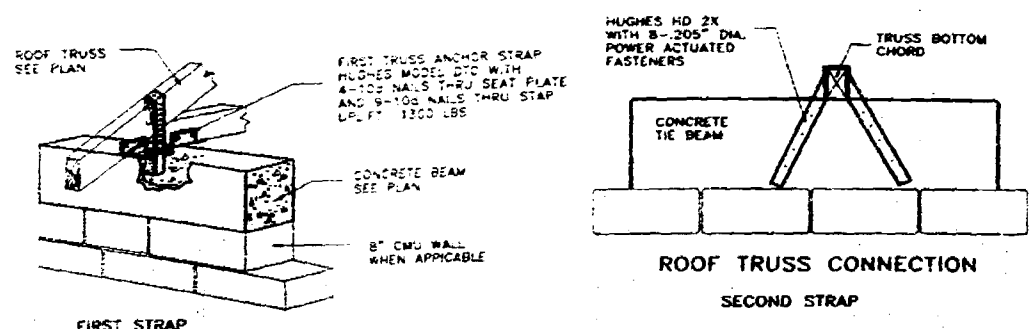 ROOF TRUSS
SEE PLAN
FIRST TRUSS ANCHOR STRAP
HUGHES MODEL DTC WITH
4-10d NAILS THRU SEAT PLATE
AND 9-10d NAILS THRU STAP
UPLIFT 1300 LBS
CONCRETE BEAM
SEE PLAN
8" CMU WALL
WHEN APPICABLE
FIRST STRAP
HUGHES HD 2X
WITH 8-.205" DIA.
POWER ACTUATED
FASTENERS
TRUSS BOTTOM
CHORD
CONCRETE
TIE BEAM
ROOF TRUSS CONNECTION
SECOND STRAP